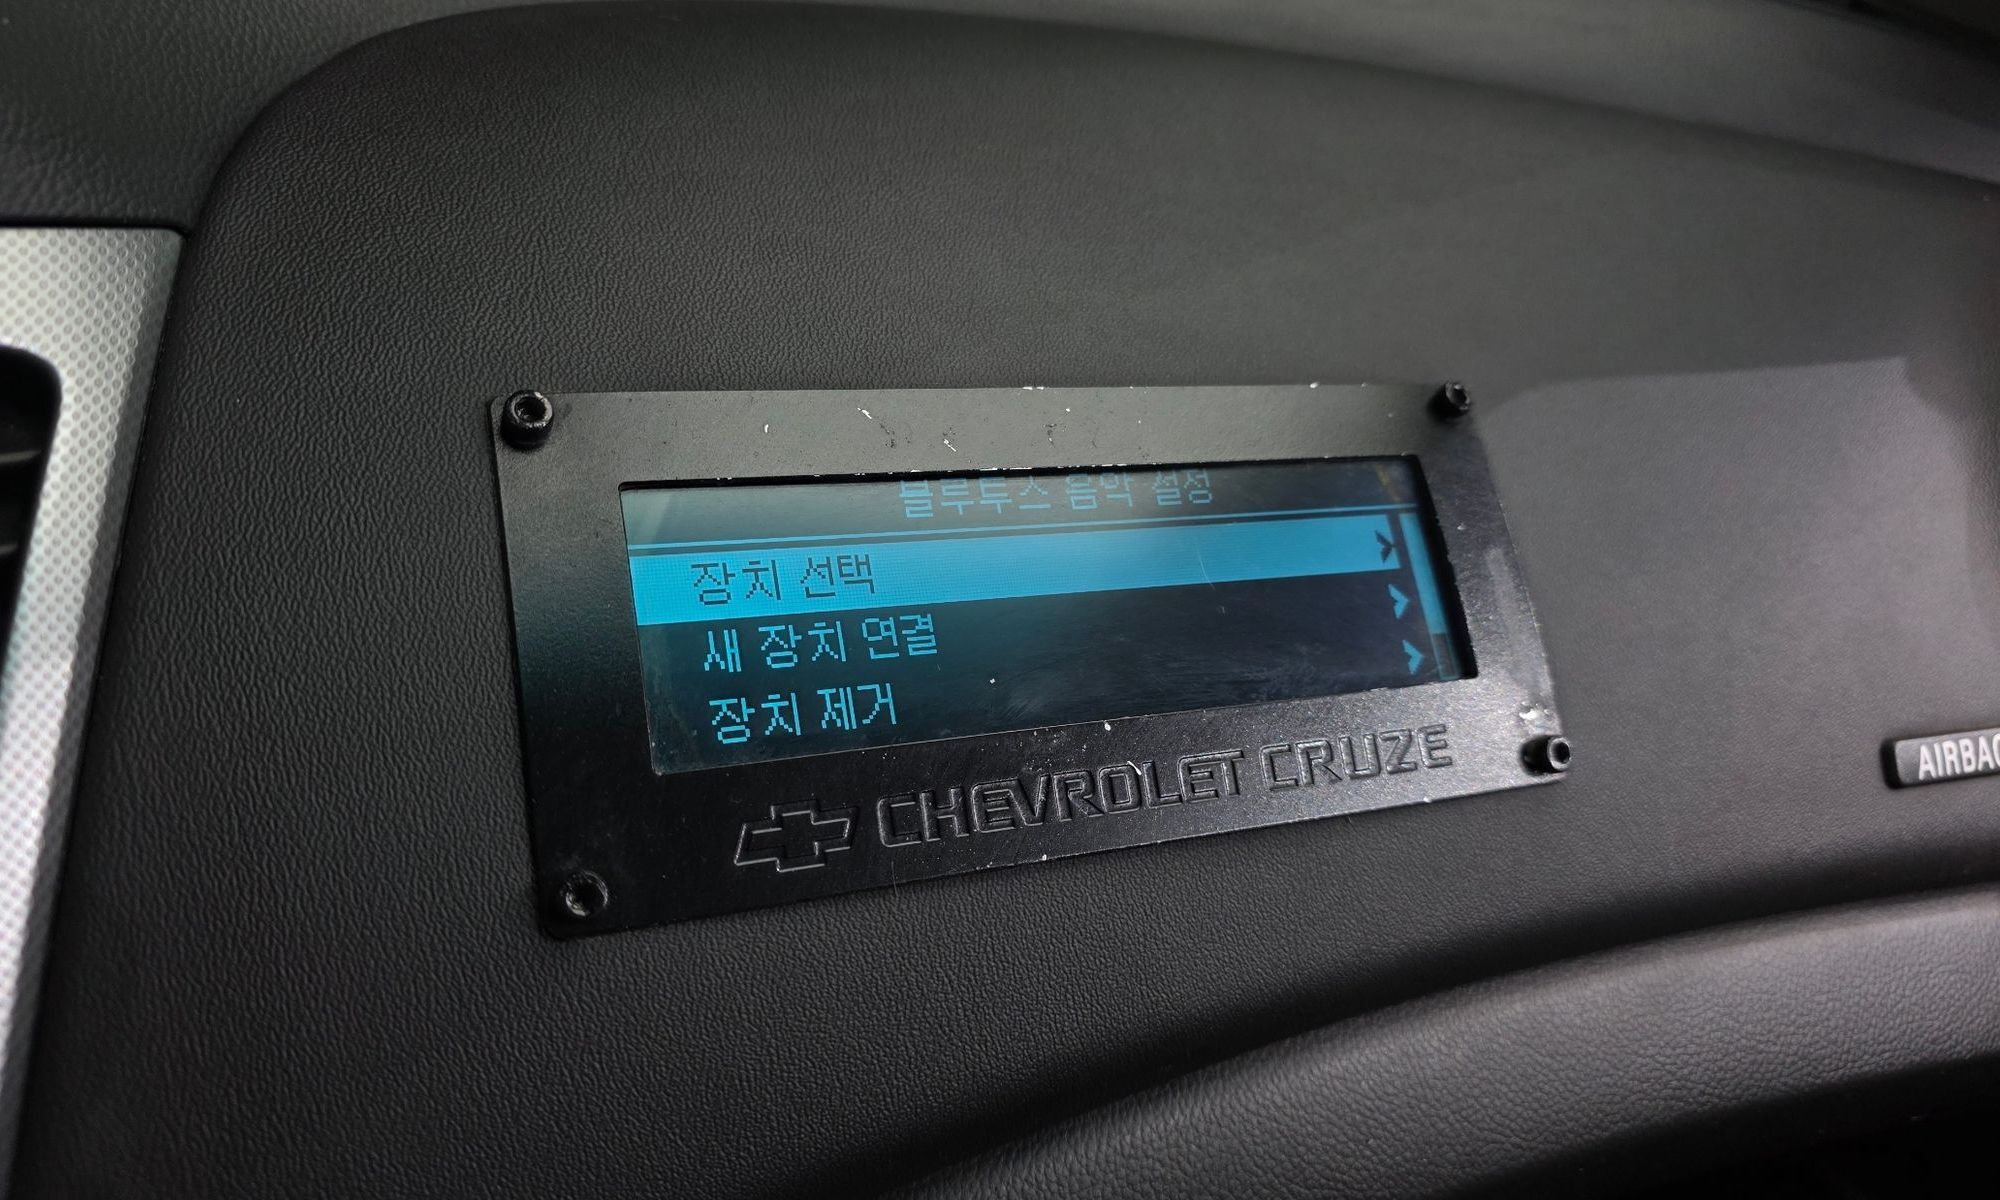 블루투스 음악 설정
장치 선택
새 장치 연결
장치 제거
CHEVROLET CRUZE
AIRBAG